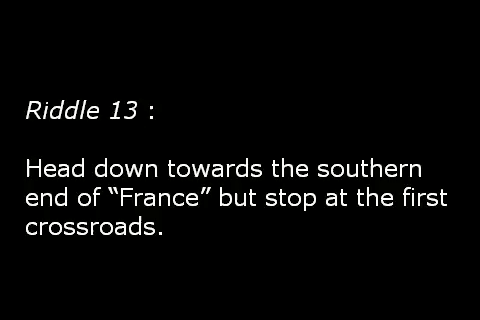 Riddle 13 :
Head down towards the southern
end of “France” but stop at the first
crossroads.